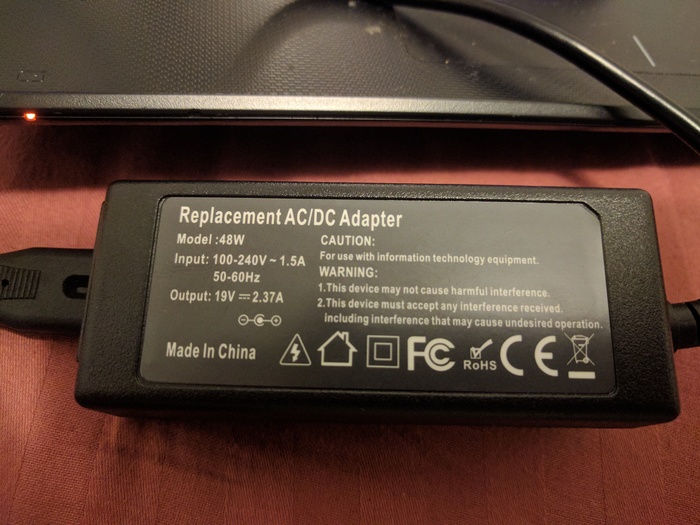 Replacement AC/DC Adapter
Model :48W
Input: 100-240V ~ 1.5A
50-60Hz
Output: 19V ⎓ 2.37A
CAUTION:
For use with information technology equipment.
WARNING:
1.This device may not cause harmful interference.
2.This device must accept any interference received.
including interference that may cause undesired operation.
Made In China
FC
RoHS
CE